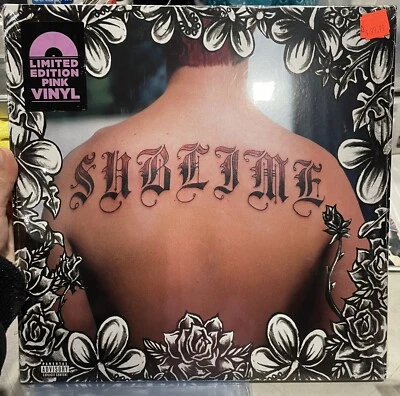 LIMITED
EDITION
PINK
VINYL
SUBLIME
PARENTAL
ADVISORY
EXPLICIT CONTENT